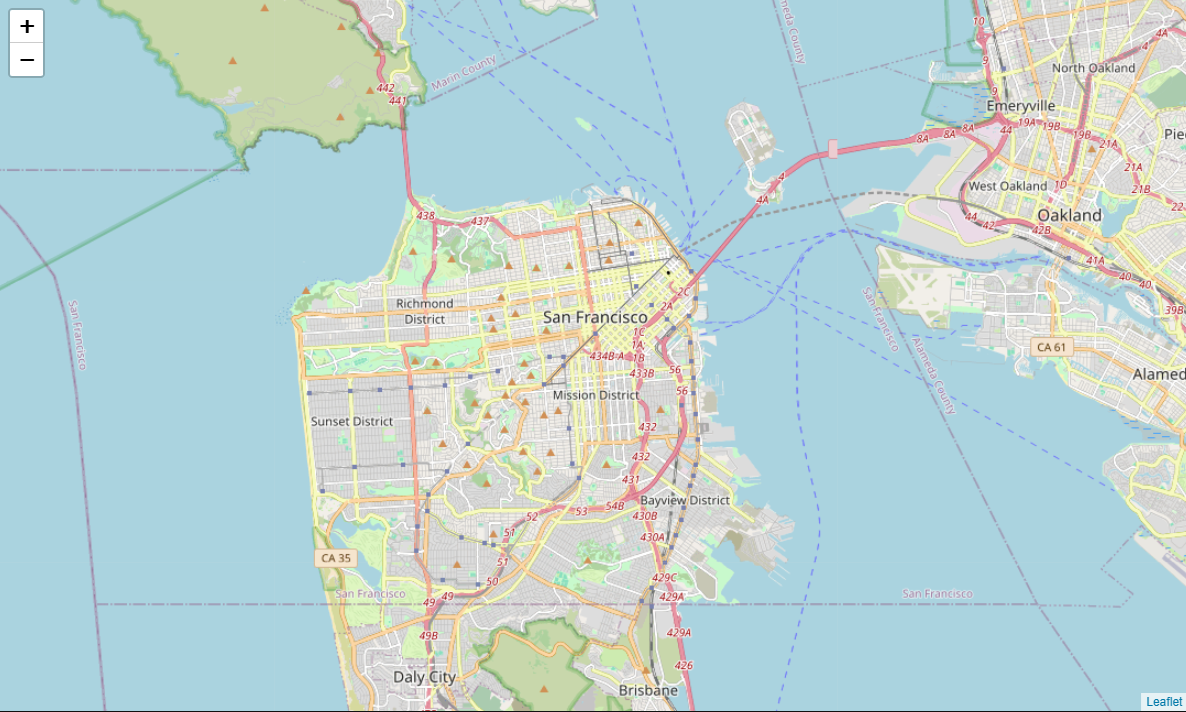 +
−
10
4A
North Oakland
9
Marin County
Alameda County
442
441
9
Emeryville
19A
19B
44
8A
8A
8A
19B
21A
4
21A
West Oakland
1D
21B
4A
44
42
22
438
437
Oakland
42B
41A
40
40
2C
San Francisco
Richmond
District
2A
39B
San Francisco
San Francisco
1C
1A
1B
CA 61
434B-A
Alameda County
433B
56
Alamed
56
Mission District
Sunset District
432
432
431
Bayview District
54B
53
52
430B
51
430A
CA 35
51
50
429C
San Francisco
49
49
429A
San Francisco
49B
429A
426
Daly City
Brisbane
Leaflet